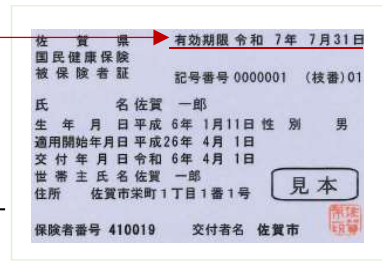 佐賀県 有効期限 令和 7年 7月31日
国民健康保険
被保険者証 記号番号 0000001 (枝番)01
氏名 佐賀 一郎
生年月日 平成 6年 1月11日 性別 男
適用開始年月日 平成26年 4月 1日
交付年月日 令和 6年 4月 1日
世帯主氏名 佐賀 一郎
住所 佐賀市栄町1丁目1番1号
見本
保険者番号 410019 交付者名 佐賀市